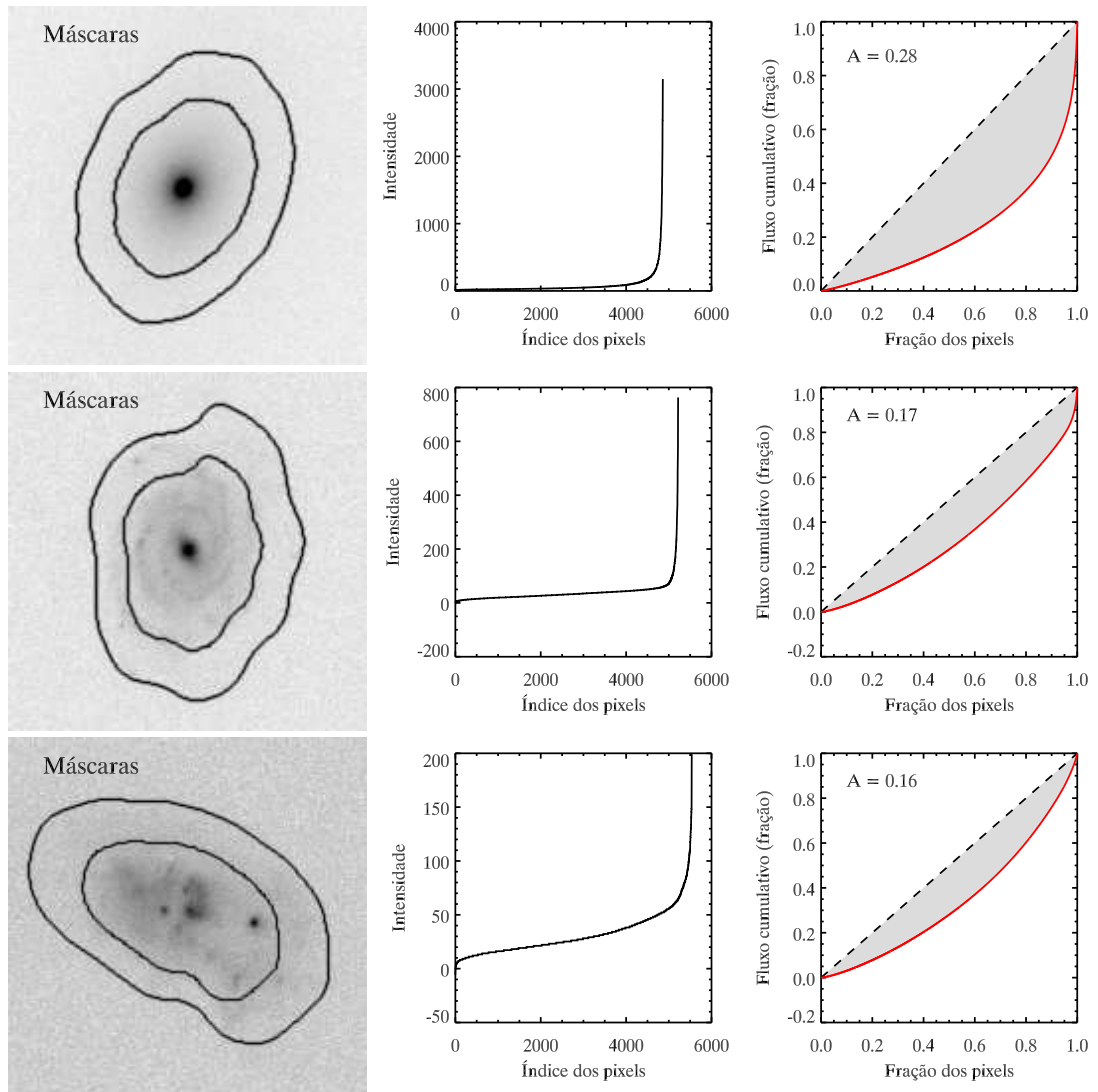 Máscaras
4000
3000
2000
1000
0
Intensidade
0 2000 4000 6000
Índice dos pixels
A = 0.28
1.0
0.8
0.6
0.4
0.2
0.0
Fluxo cumulativo (fração)
0.0 0.2 0.4 0.6 0.8 1.0
Fração dos pixels
Máscaras
800
600
400
200
0
-200
Intensidade
0 2000 4000 6000
Índice dos pixels
A = 0.17
1.0
0.8
0.6
0.4
0.2
0.0
-0.2
Fluxo cumulativo (fração)
0.0 0.2 0.4 0.6 0.8 1.0
Fração dos pixels
Máscaras
200
150
100
50
0
-50
Intensidade
0 2000 4000 6000
Índice dos pixels
A = 0.16
1.0
0.8
0.6
0.4
0.2
0.0
-0.2
Fluxo cumulativo (fração)
0.0 0.2 0.4 0.6 0.8 1.0
Fração dos pixels